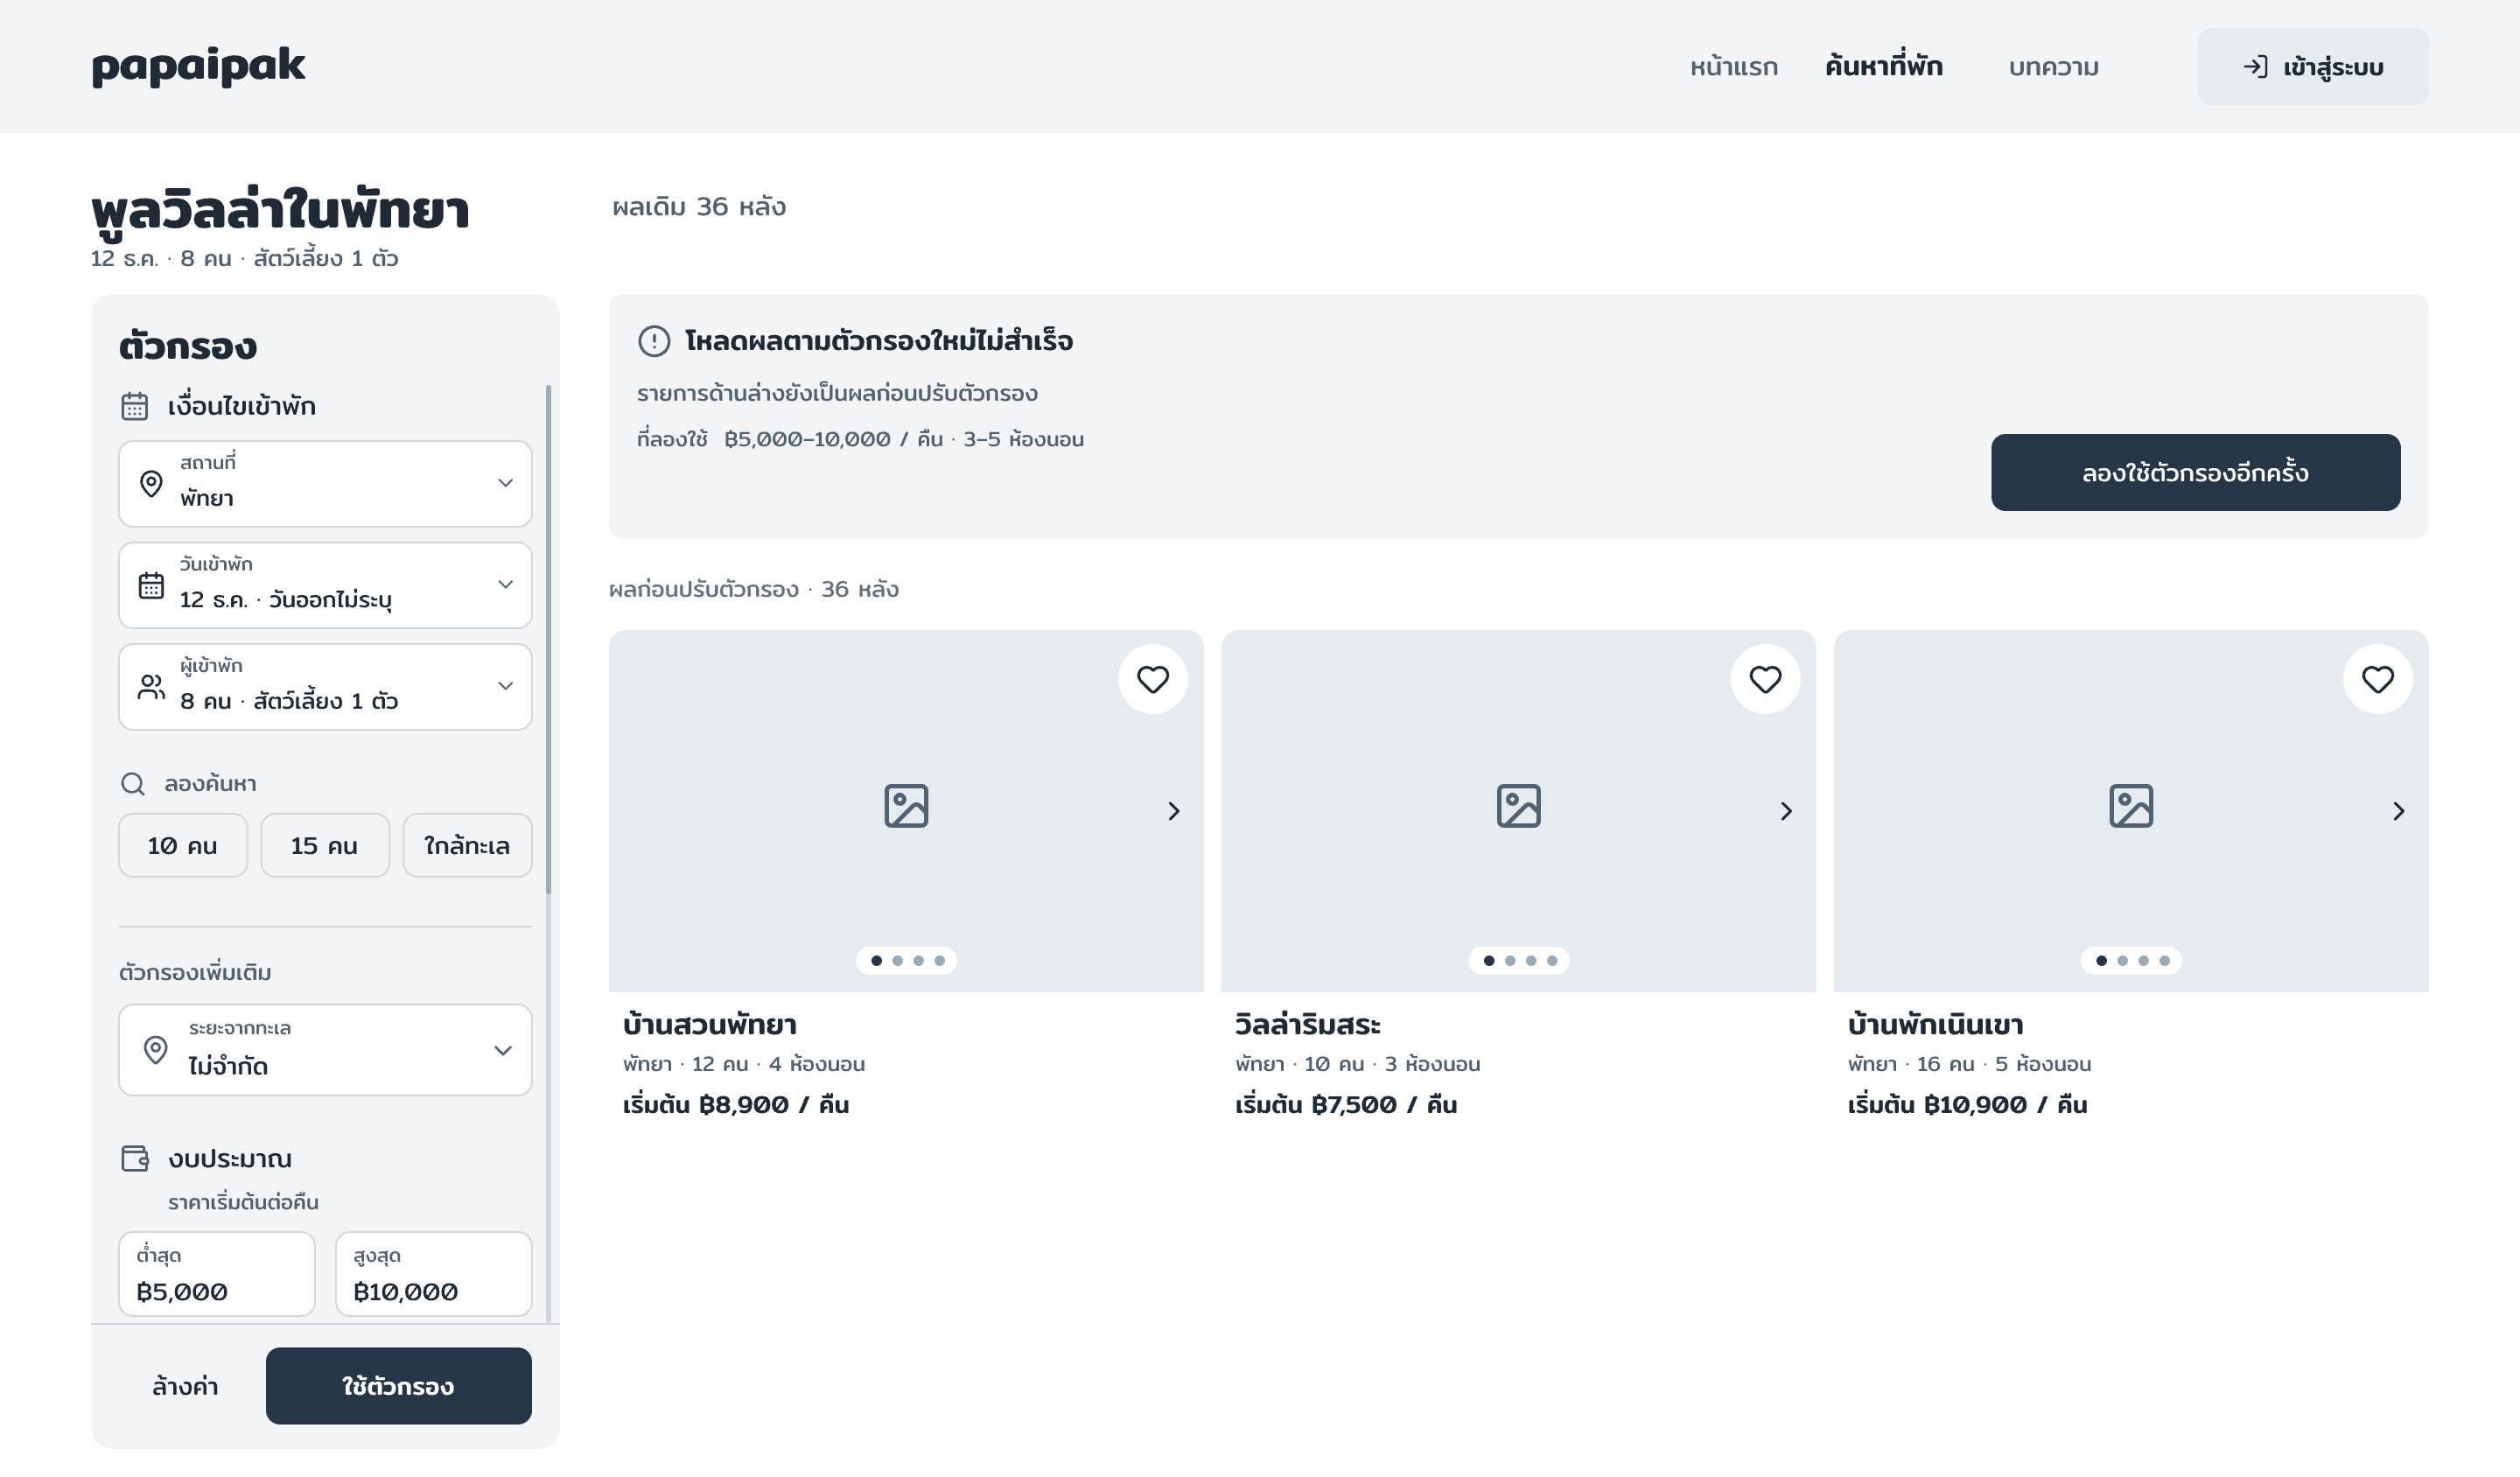 papaipak
หน้าแรก
ค้นหาที่พัก
บทความ
เข้าสู่ระบบ
พูลวิลล่าในพัทยา
12 ธ.ค. · 8 คน · สัตว์เลี้ยง 1 ตัว
ผลเดิม 36 หลัง
ตัวกรอง
เงื่อนไขเข้าพัก
สถานที่
พัทยา
วันเข้าพัก
12 ธ.ค. · วันออกไม่ระบุ
ผู้เข้าพัก
8 คน · สัตว์เลี้ยง 1 ตัว
ลองค้นหา
10 คน
15 คน
ใกล้ทะเล
ตัวกรองเพิ่มเติม
ระยะจากทะเล
ไม่จำกัด
งบประมาณ
ราคาเริ่มต้นต่อคืน
ต่ำสุด
฿5,000
สูงสุด
฿10,000
ล้างค่า
ใช้ตัวกรอง
โหลดผลตามตัวกรองใหม่ไม่สำเร็จ
รายการด้านล่างยังเป็นผลก่อนปรับตัวกรอง
ที่ลองใช้ ฿5,000–10,000 / คืน · 3–5 ห้องนอน
ลองใช้ตัวกรองอีกครั้ง
ผลก่อนปรับตัวกรอง · 36 หลัง
บ้านสวนพัทยา
พัทยา · 12 คน · 4 ห้องนอน
เริ่มต้น ฿8,900 / คืน
วิลล่าริมสระ
พัทยา · 10 คน · 3 ห้องนอน
เริ่มต้น ฿7,500 / คืน
บ้านพักเนินเขา
พัทยา · 16 คน · 5 ห้องนอน
เริ่มต้น ฿10,900 / คืน